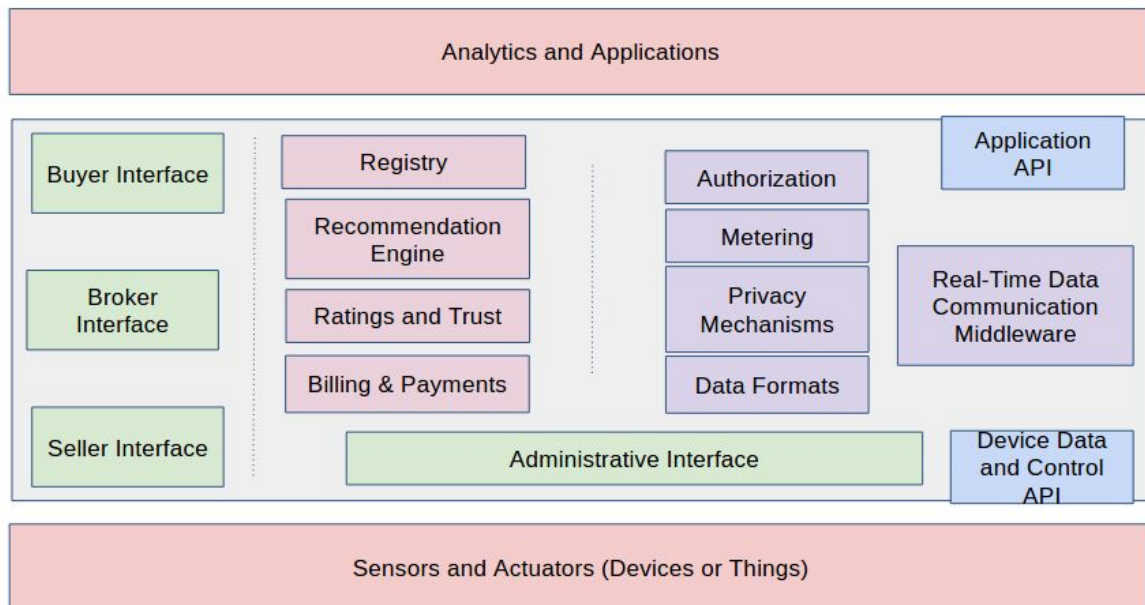 Analytics and Applications
Buyer Interface
Broker
Interface
Seller Interface
Registry
Recommendation
Engine
Ratings and Trust
Billing & Payments
Authorization
Metering
Privacy
Mechanisms
Data Formats
Application
API
Real-Time Data
Communication
Middleware
Administrative Interface
Device Data
and Control
API
Sensors and Actuators (Devices or Things)